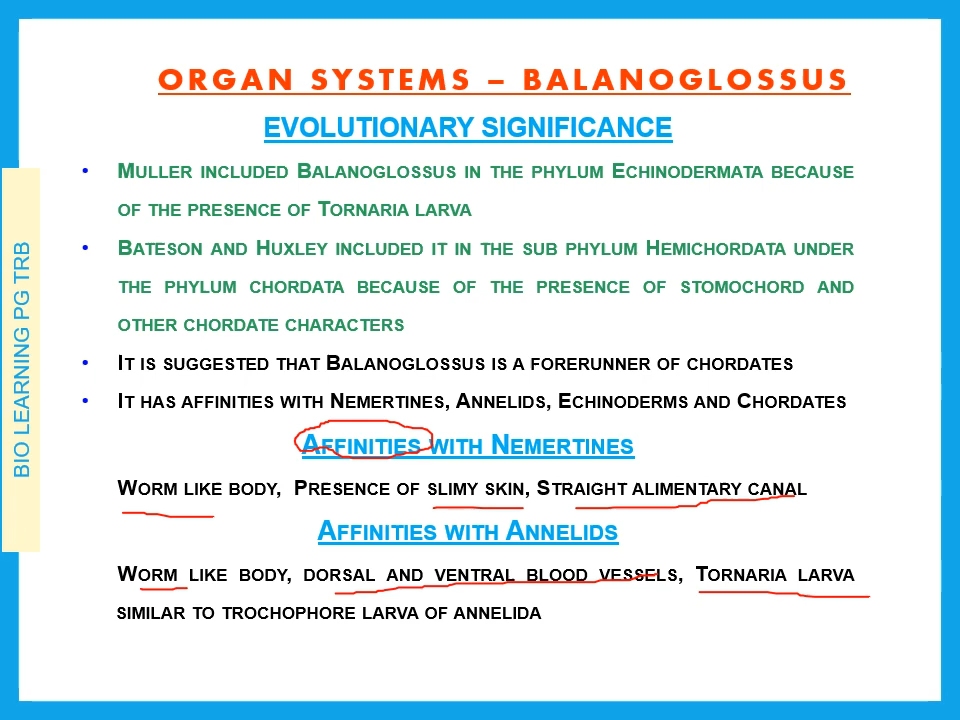 ORGAN SYSTEMS – BALANOGLOSSUS
EVOLUTIONARY SIGNIFICANCE
• MULLER INCLUDED BALANOGLOSSUS IN THE PHYLUM ECHINODERMATA BECAUSE
OF THE PRESENCE OF TORNARIA LARVA
• BATESON AND HUXLEY INCLUDED IT IN THE SUB PHYLUM HEMICHORDATA UNDER
THE PHYLUM CHORDATA BECAUSE OF THE PRESENCE OF STOMOCHORD AND
OTHER CHORDATE CHARACTERS
• IT IS SUGGESTED THAT BALANOGLOSSUS IS A FORERUNNER OF CHORDATES
• IT HAS AFFINITIES WITH NEMERTINES, ANNELIDS, ECHINODERMS AND CHORDATES
AFFINITIES WITH NEMERTINES
WORM LIKE BODY, PRESENCE OF SLIMY SKIN, STRAIGHT ALIMENTARY CANAL
AFFINITIES WITH ANNELIDS
WORM LIKE BODY, DORSAL AND VENTRAL BLOOD VESSELS, TORNARIA LARVA
SIMILAR TO TROCHOPHORE LARVA OF ANNELIDA
BIO LEARNING PG TRB